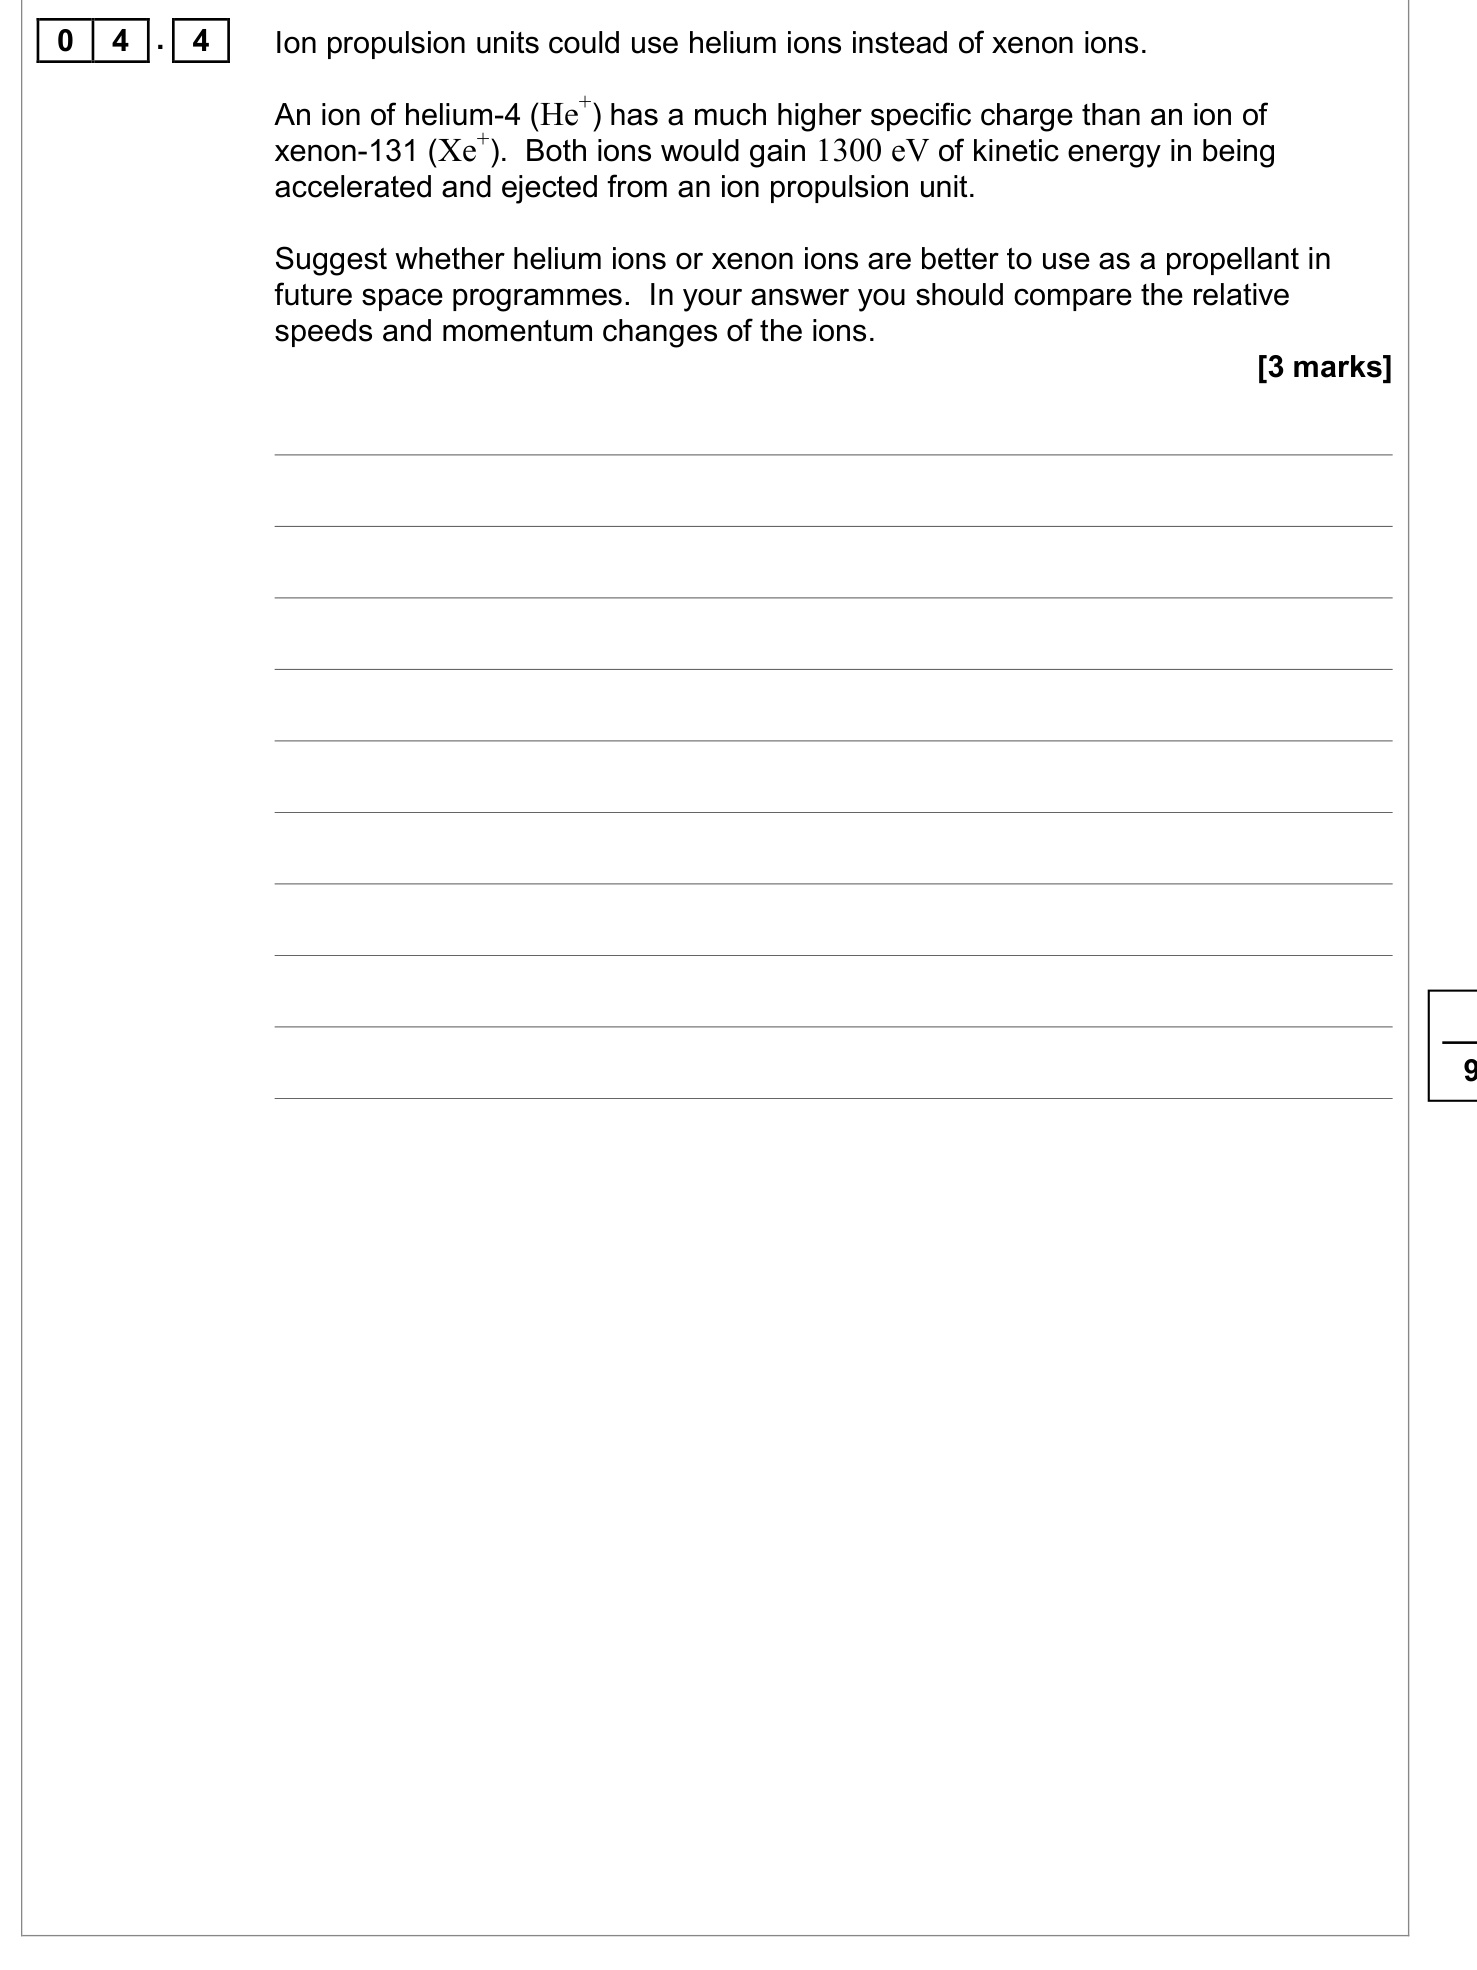 0 4 . 4 Ion propulsion units could use helium ions instead of xenon ions.
An ion of helium-4 (He⁺) has a much higher specific charge than an ion of
xenon-131 (Xe⁺).  Both ions would gain 1300 eV of kinetic energy in being
accelerated and ejected from an ion propulsion unit.
Suggest whether helium ions or xenon ions are better to use as a propellant in
future space programmes.  In your answer you should compare the relative
speeds and momentum changes of the ions.
[3 marks]
9